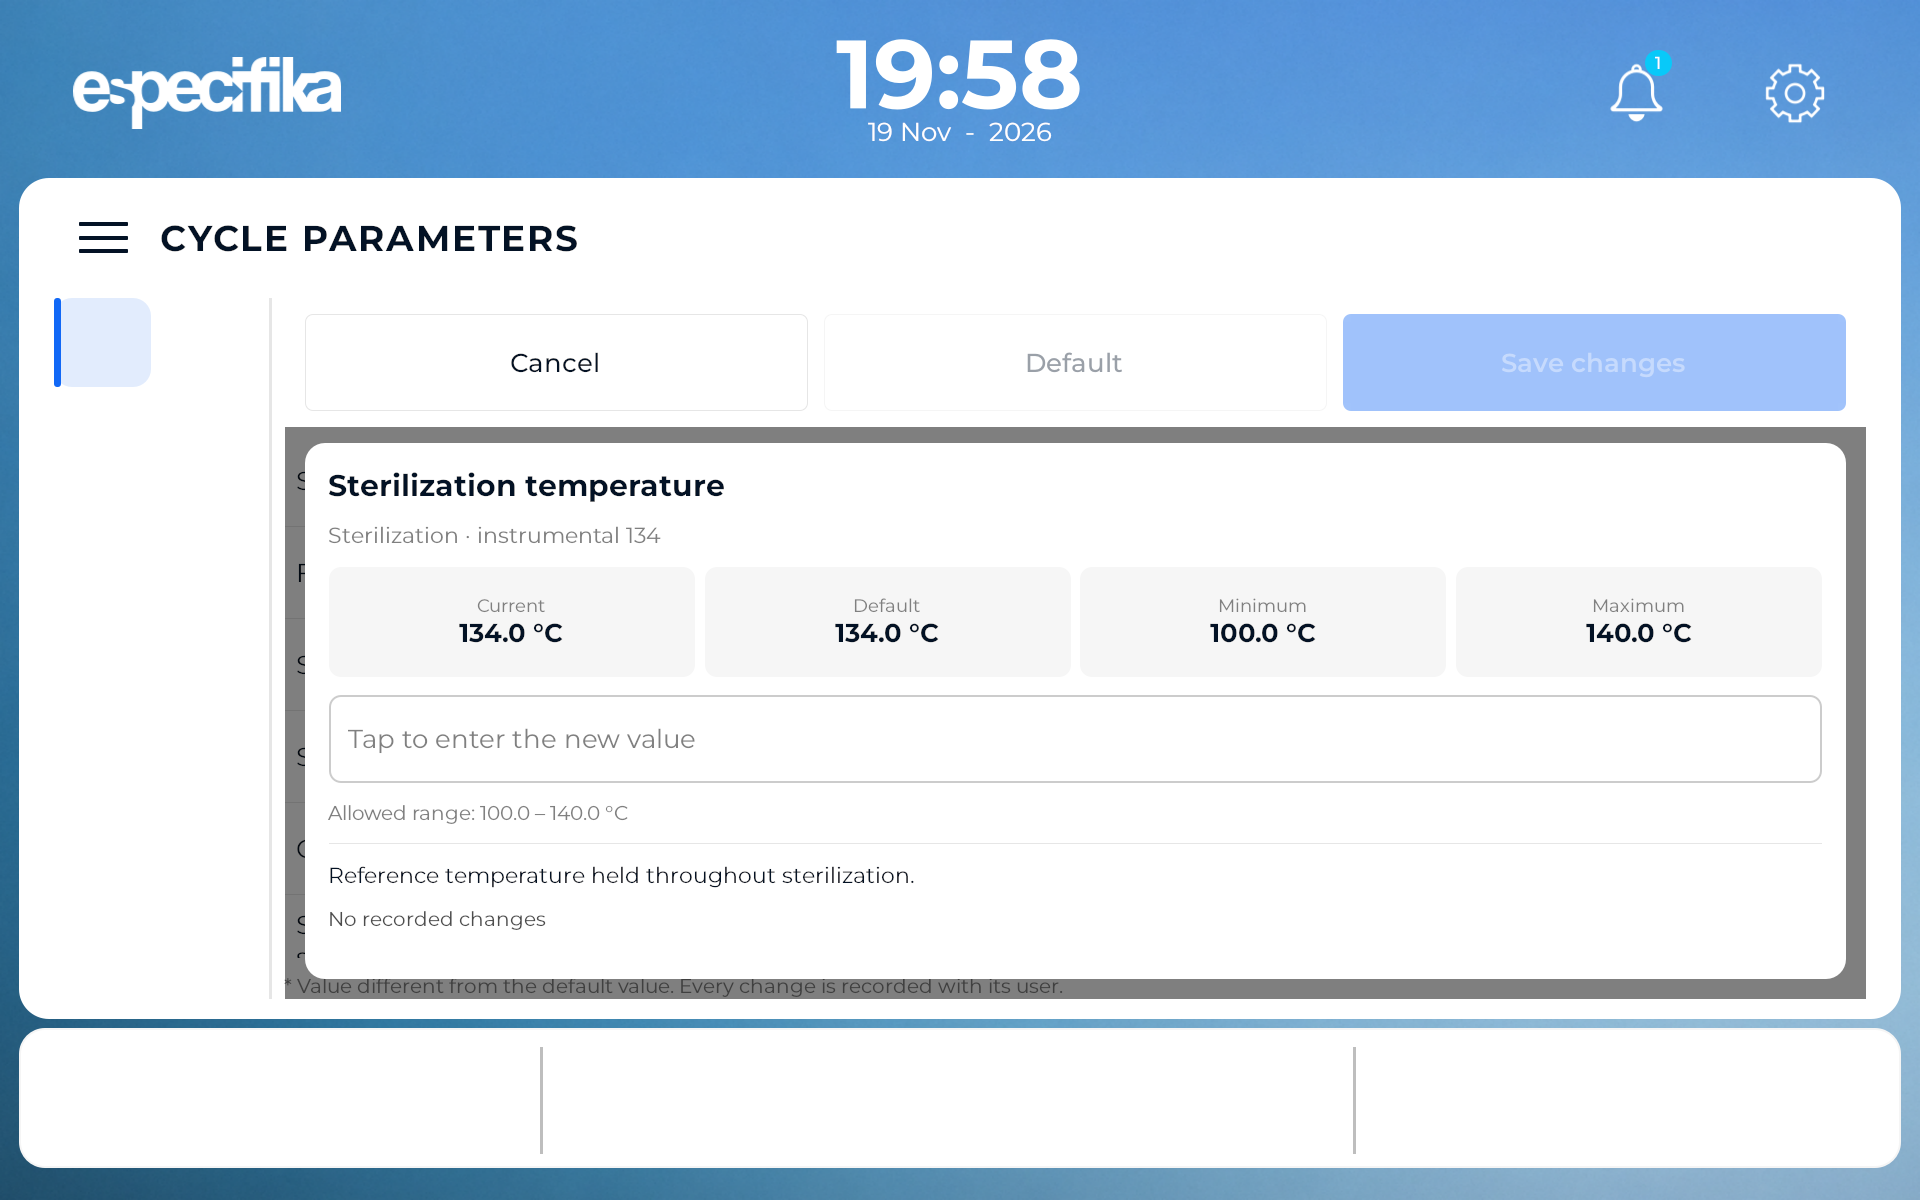 especifika
19:58
19 Nov - 2026
1
CYCLE PARAMETERS
Cancel
Default
Save changes
Sterilization temperature
Sterilization · instrumental 134
Current
134.0 °C
Default
134.0 °C
Minimum
100.0 °C
Maximum
140.0 °C
Tap to enter the new value
Allowed range: 100.0 – 140.0 °C
Reference temperature held throughout sterilization.
No recorded changes
* Value different from the default value. Every change is recorded with its user.